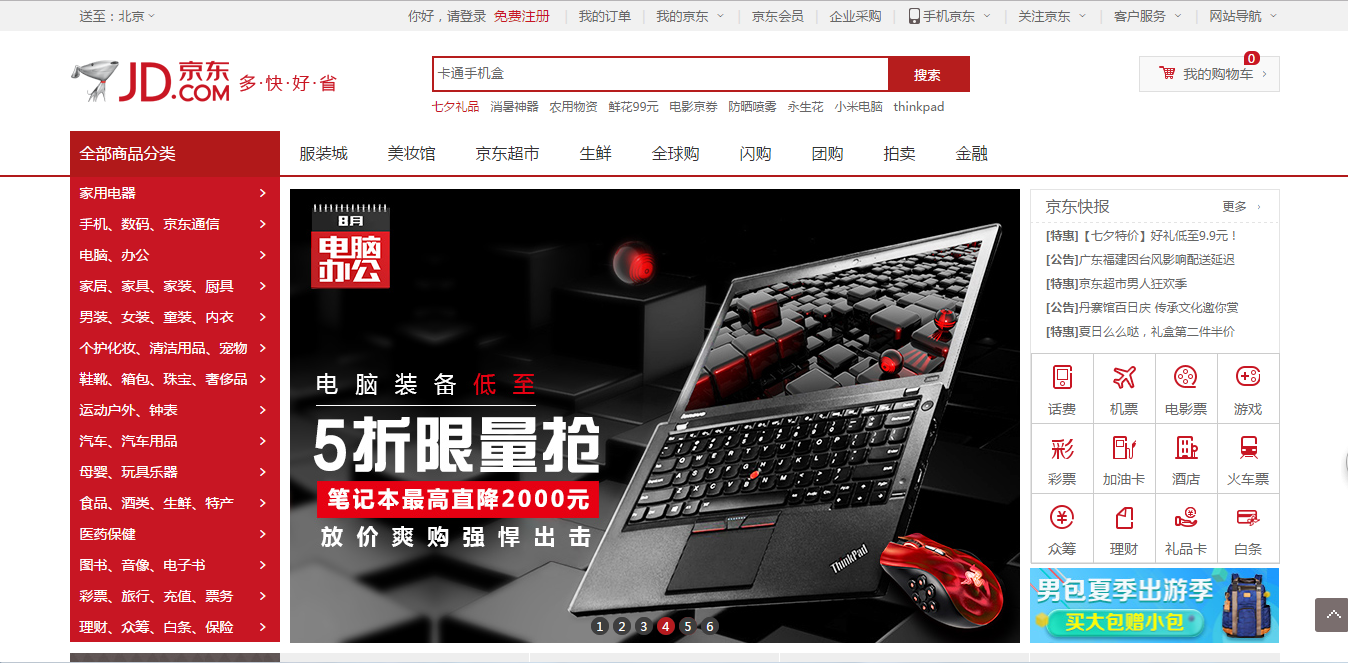 送至：北京
你好，请登录 免费注册 我的订单 我的京东 京东会员 企业采购 手机京东 关注京东 客户服务 网站导航
JD.COM 京东
多·快·好·省
卡通手机盒
搜索
0
我的购物车
七夕礼品 消暑神器 农用物资 鲜花99元 电影京券 防晒喷雾 永生花 小米电脑 thinkpad
全部商品分类
服装城 美妆馆 京东超市 生鲜 全球购 闪购 团购 拍卖 金融
家用电器
手机、数码、京东通信
电脑、办公
家居、家具、家装、厨具
男装、女装、童装、内衣
个护化妆、清洁用品、宠物
鞋靴、箱包、珠宝、奢侈品
运动户外、钟表
汽车、汽车用品
母婴、玩具乐器
食品、酒类、生鲜、特产
医药保健
图书、音像、电子书
彩票、旅行、充值、票务
理财、众筹、白条、保险
8月
电脑
办公
电脑装备低至
5折限量抢
笔记本最高直降2000元
放价爽购强悍出击
ThinkPad
1 2 3 4 5 6
京东快报
更多
[特惠]【七夕特价】好礼低至9.9元！
[公告]广东福建因台风影响配送延迟
[特惠]京东超市男人狂欢季
[公告]丹寨馆百日庆 传承文化邀你赏
[特惠]夏日么么哒，礼盒第二件半价
话费 机票 电影票 游戏
彩
彩票 加油卡 酒店 火车票
众筹 理财 礼品卡 白条
男包夏季出游季
买大包赠小包